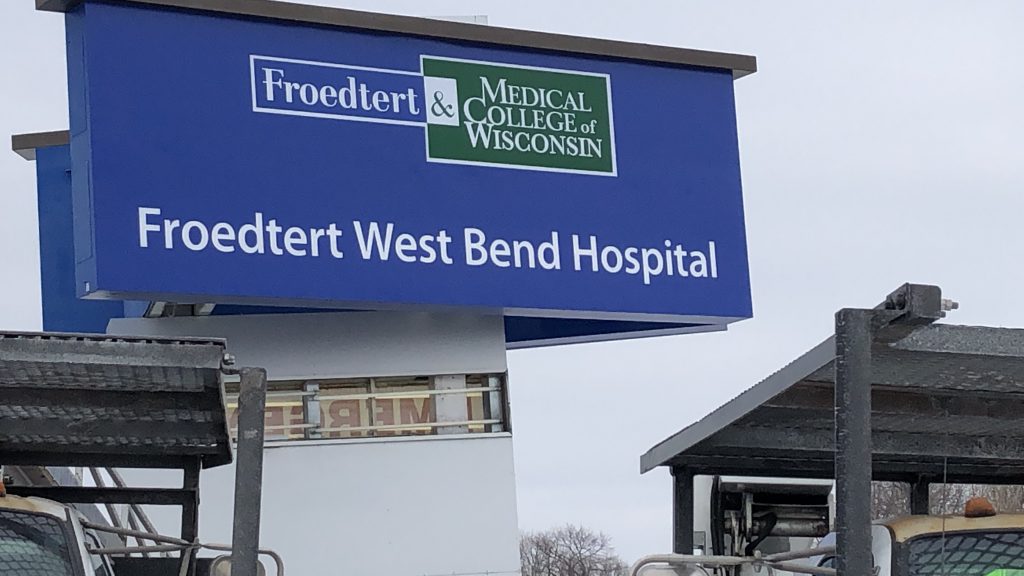 Froedtert & MEDICAL
COLLEGE of
WISCONSIN
Froedtert West Bend Hospital